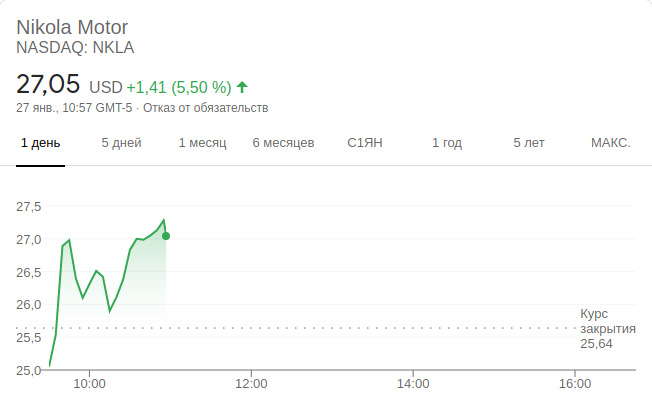 Nikola Motor
NASDAQ: NKLA
27,05 USD +1,41 (5,50 %)
27 янв., 10:57 GMT-5 · Отказ от обязательств
1 день 5 дней 1 месяц 6 месяцев С1ЯН 1 год 5 лет МАКС.
27,5
27,0
26,5
26,0
Курс
закрытия
25,64
25,5
25,0
10:00 12:00 14:00 16:00